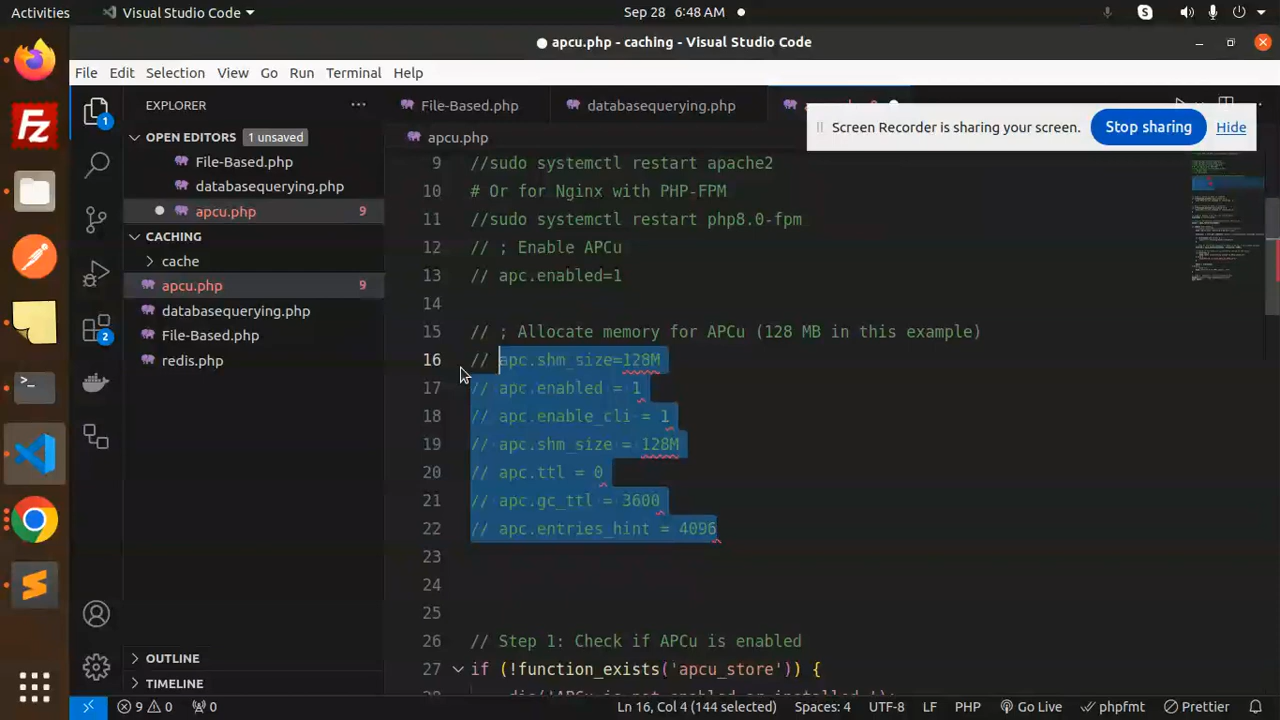 Activities
Visual Studio Code
Sep 28 6:48 AM
apcu.php - caching - Visual Studio Code
File Edit Selection View Go Run Terminal Help
EXPLORER
File-Based.php
databasequerying.php
Screen Recorder is sharing your screen.
Stop sharing
Hide
OPEN EDITORS
1 unsaved
File-Based.php
databasequerying.php
apcu.php 9
CACHING
cache
apcu.php 9
databasequerying.php
File-Based.php
redis.php
OUTLINE
TIMELINE
1
2
apcu.php
9 //sudo systemctl restart apache2
10 # Or for Nginx with PHP-FPM
11 //sudo systemctl restart php8.0-fpm
12 // ; Enable APCu
13 // apc.enabled=1
14
15 // ; Allocate memory for APCu (128 MB in this example)
16 // apc.shm_size=128M
17 // apc.enabled = 1
18 // apc.enable_cli = 1
19 // apc.shm_size = 128M
20 // apc.ttl = 0
21 // apc.gc_ttl = 3600
22 // apc.entries_hint = 4096
23
24
25
26 // Step 1: Check if APCu is enabled
27 if (!function_exists('apcu_store')) {
9 0 0
Ln 16, Col 4 (144 selected)
Spaces: 4
UTF-8
LF
PHP
Go Live
phpfmt
Prettier